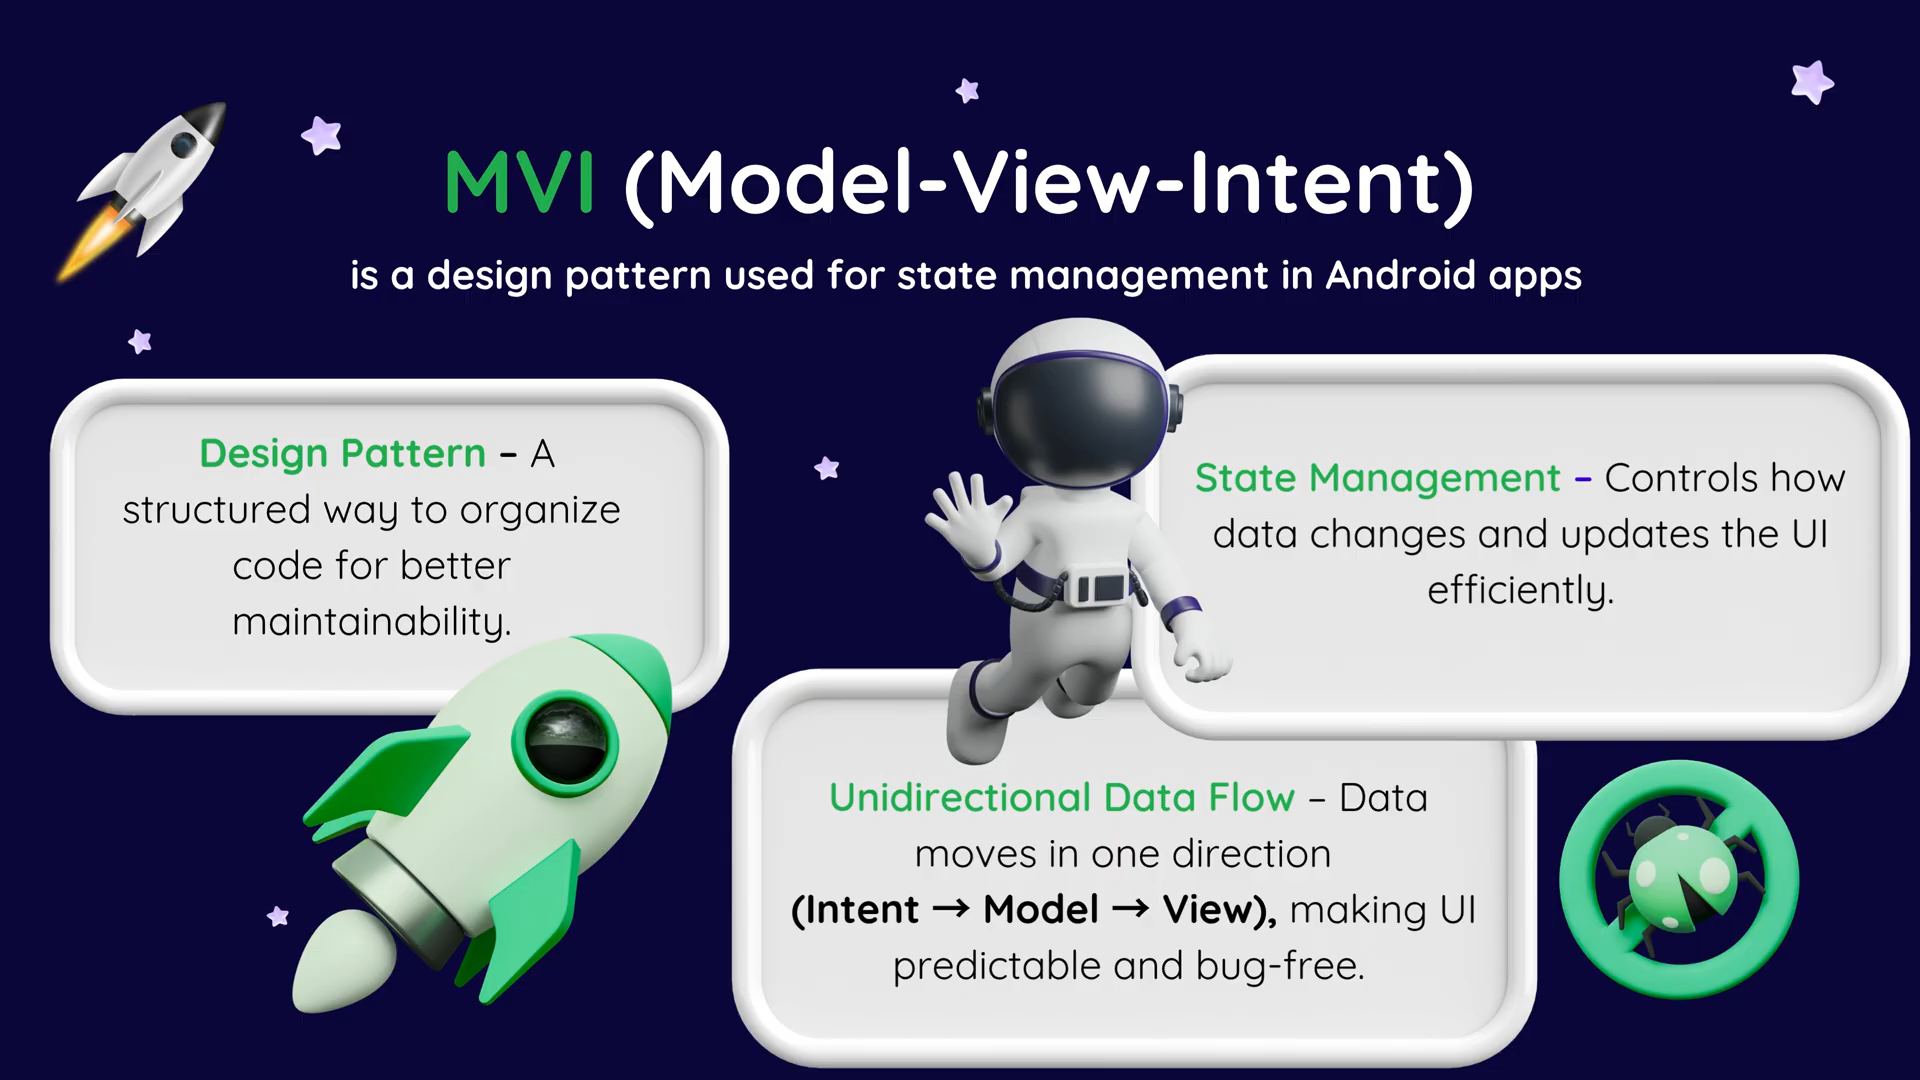 MVI (Model-View-Intent)
is a design pattern used for state management in Android apps
Design Pattern – A
structured way to organize
code for better
maintainability.
State Management – Controls how
data changes and updates the UI
efficiently.
Unidirectional Data Flow – Data
moves in one direction
(Intent → Model → View), making UI
predictable and bug-free.